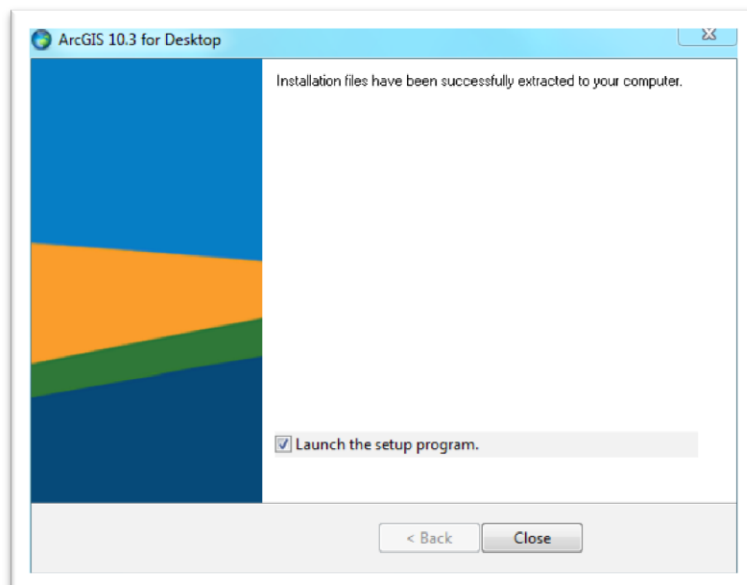 ArcGIS 10.3 for Desktop
Installation files have been successfully extracted to your computer.
Launch the setup program.
< Back Close